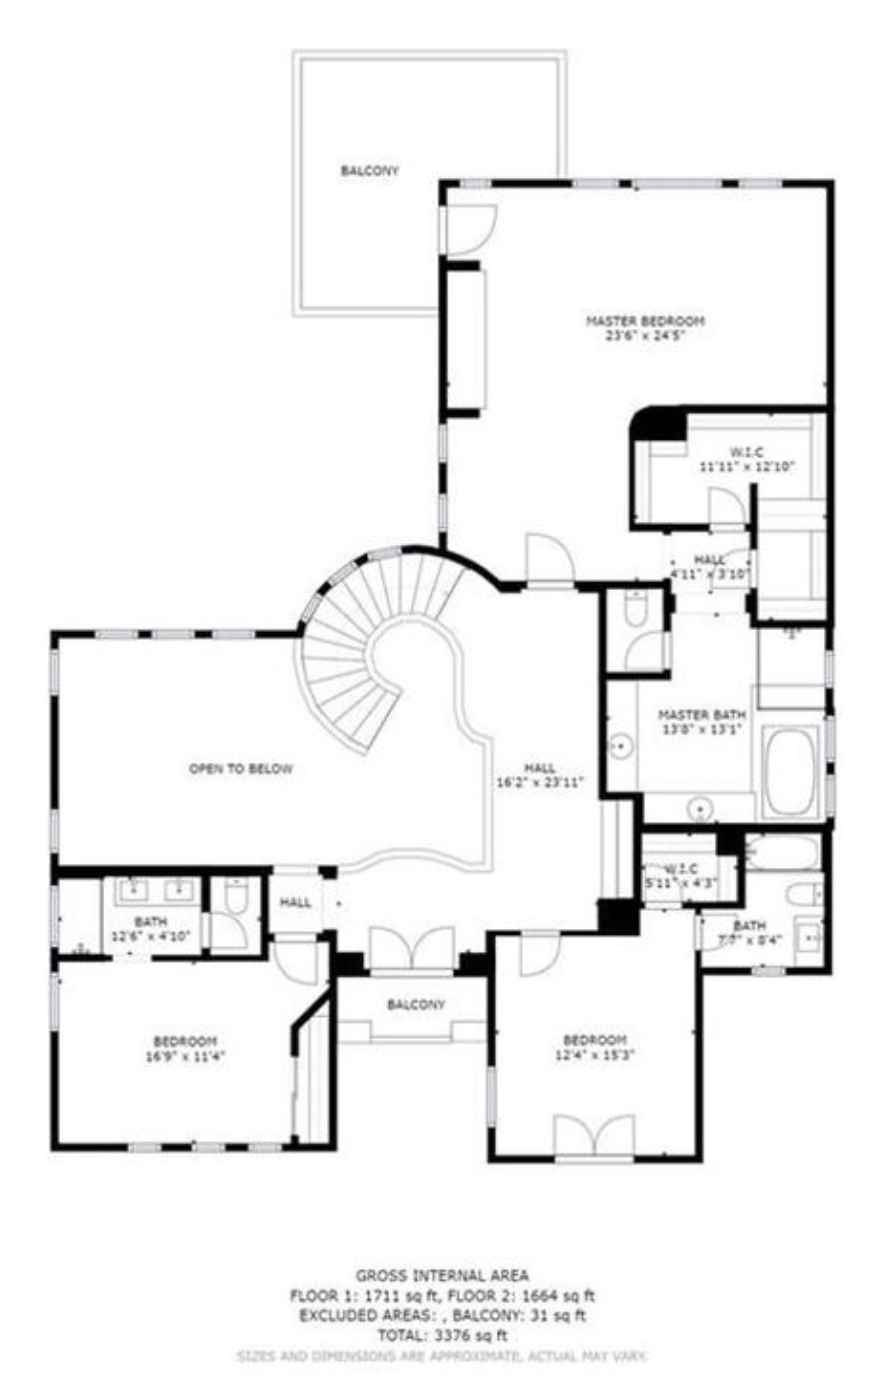 BALCONY
MASTER BEDROOM
23'6" x 24'5"
W.I.C
11'11" x 12'10"
HALL
4'11" x 3'10"
MASTER BATH
13'8" x 13'1"
OPEN TO BELOW
HALL
16'2" x 23'11"
W.I.C
5'11" x 4'3"
HALL
BATH
12'6" x 4'10"
BATH
7'7" x 8'4"
BALCONY
BEDROOM
16'9" x 11'4"
BEDROOM
12'4" x 15'3"
GROSS INTERNAL AREA
FLOOR 1: 1711 sq ft, FLOOR 2: 1664 sq ft
EXCLUDED AREAS: , BALCONY: 31 sq ft
TOTAL: 3376 sq ft
SIZES AND DIMENSIONS ARE APPROXIMATE, ACTUAL MAY VARY.